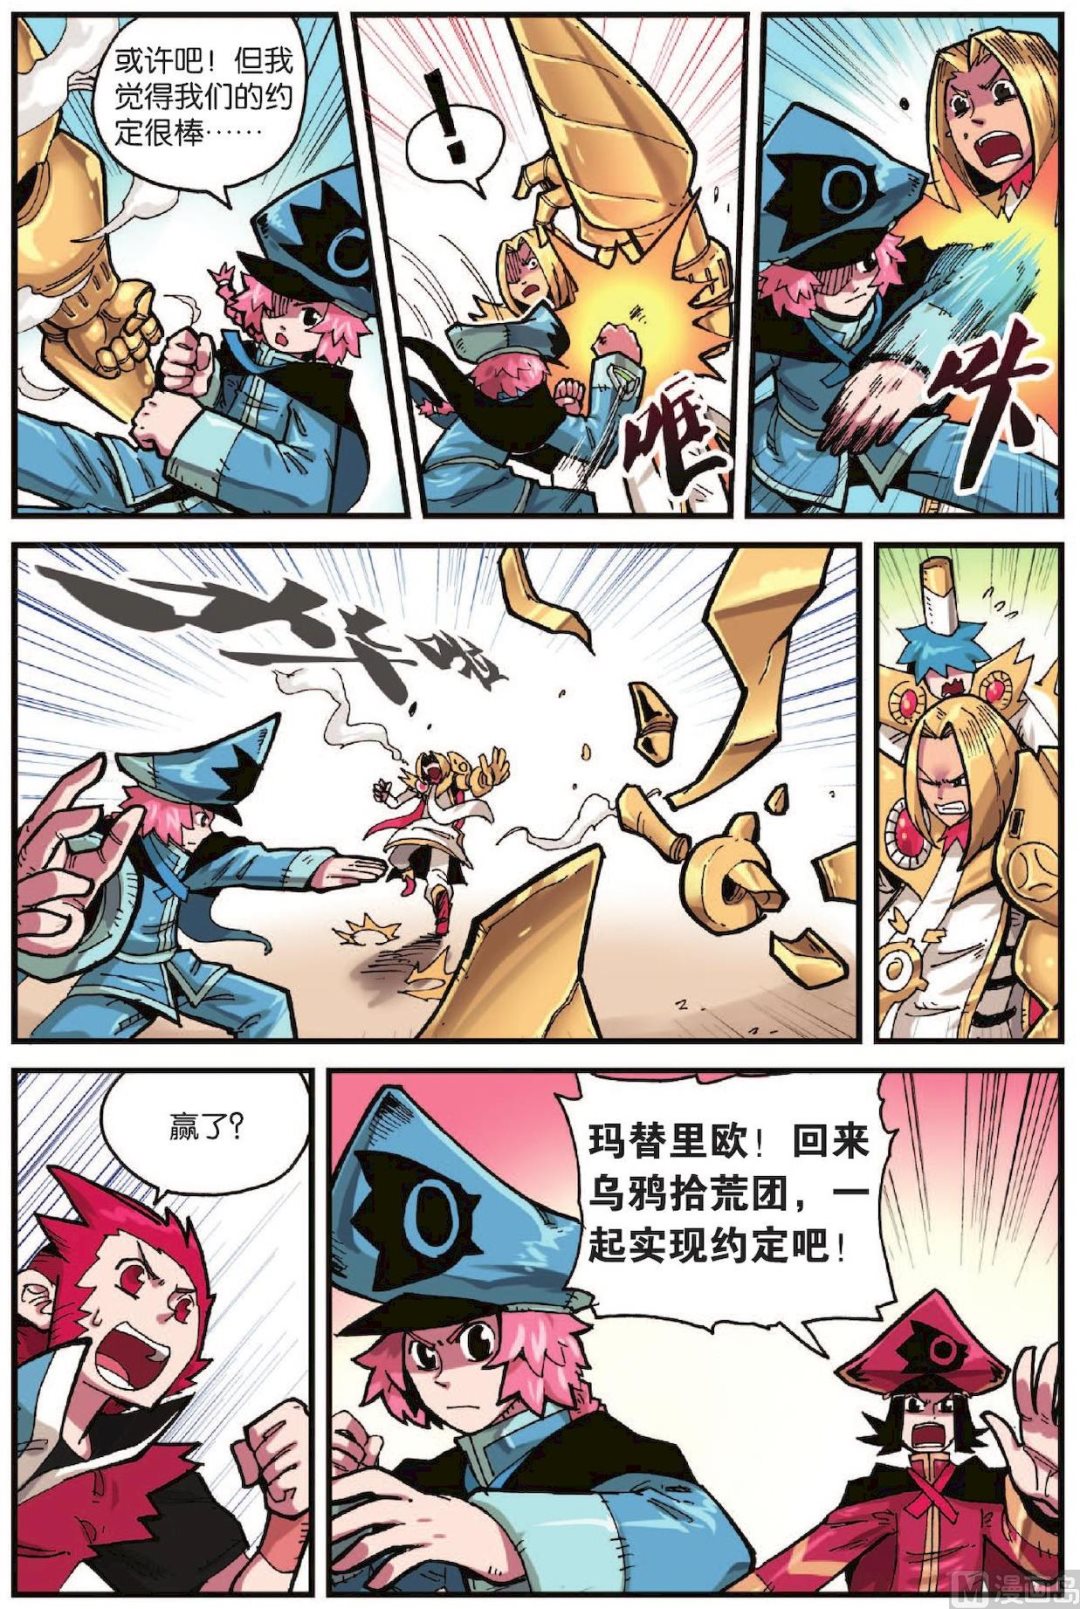 或许吧！但我
觉得我们的约
定很棒……
！
哐
咔
赢了？
玛替里欧！回来
乌鸦拾荒团，一
起实现约定吧！
漫画岛